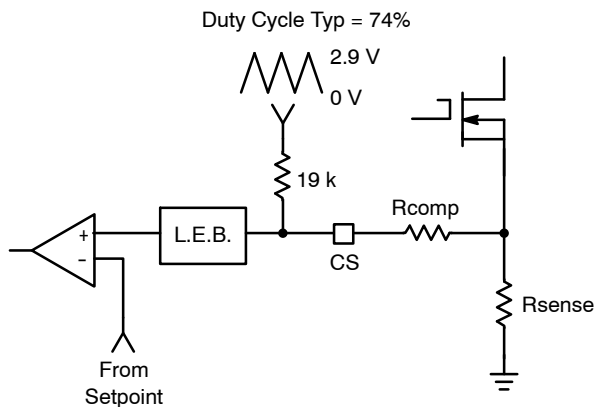 Duty Cycle Typ = 74%
2.9 V
0 V
19 k
Rcomp
+
L.E.B.
−
CS
Rsense
From
Setpoint